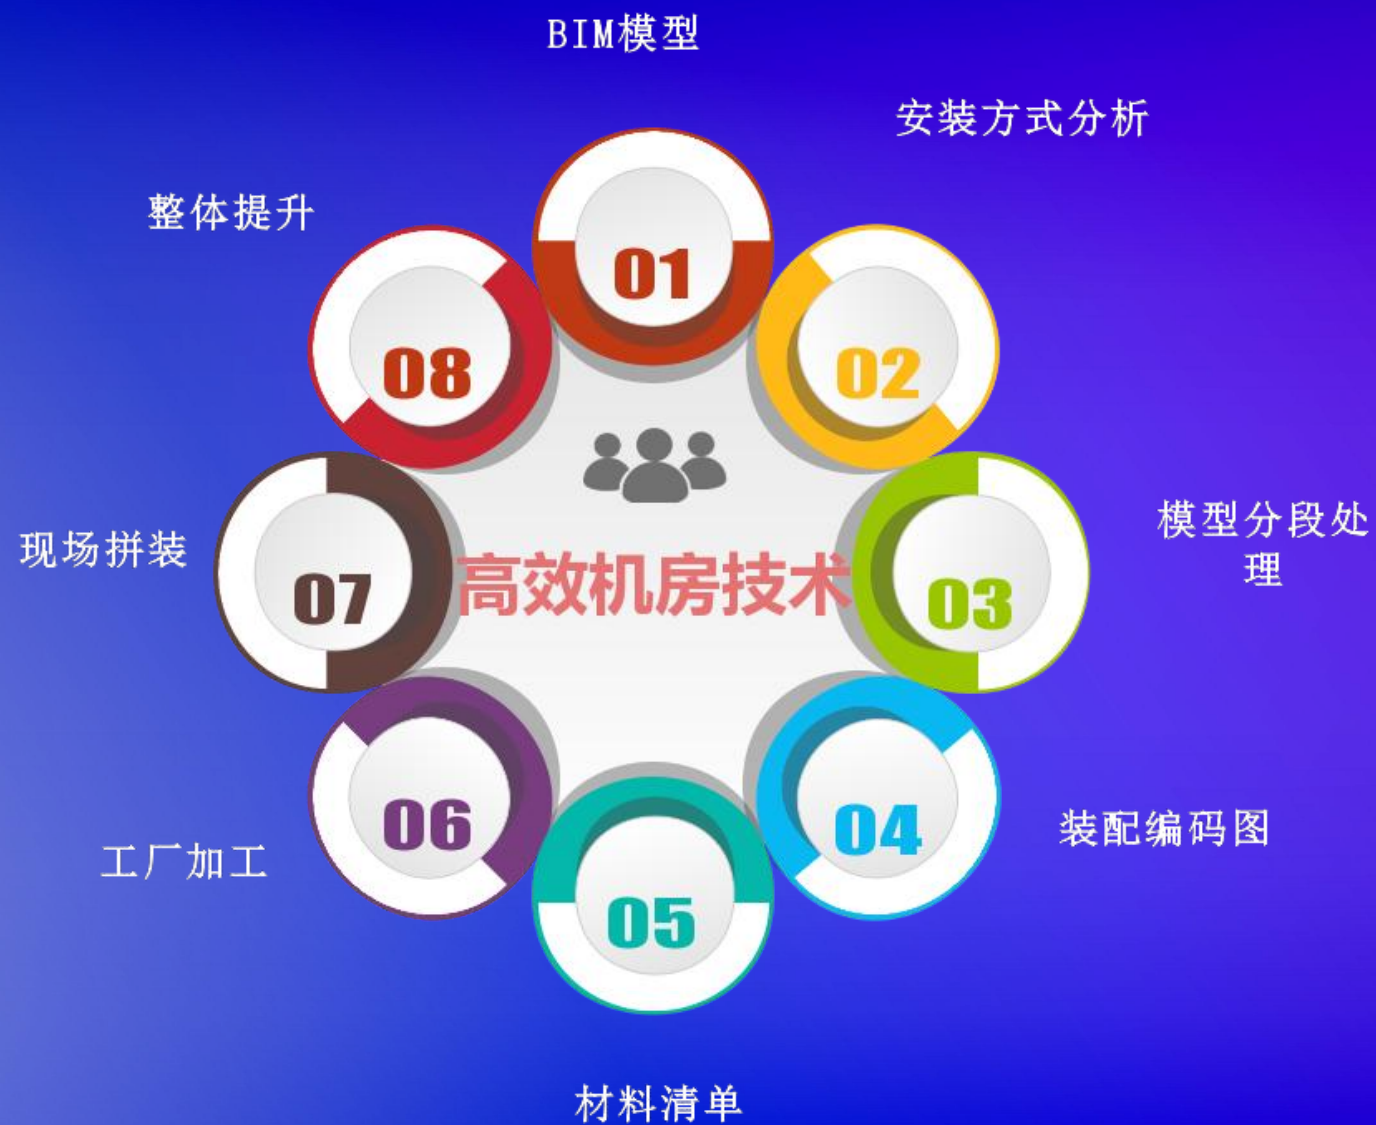 BIM模型
安装方式分析
整体提升
01
02
08
模型分段处
理
现场拼装
高效机房技术
07
03
装配编码图
工厂加工
06
04
05
材料清单